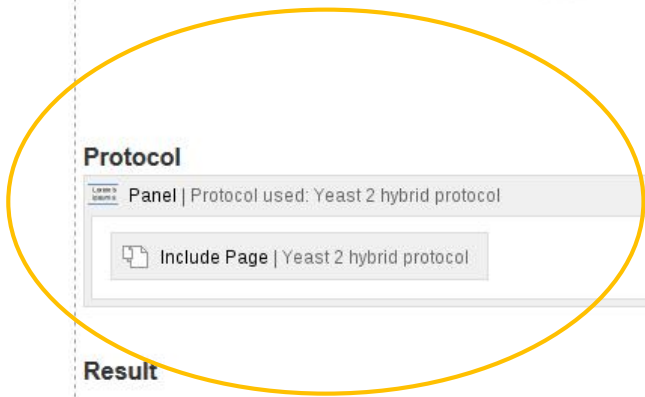 Protocol
Panel | Protocol used: Yeast 2 hybrid protocol
Include Page | Yeast 2 hybrid protocol
Result